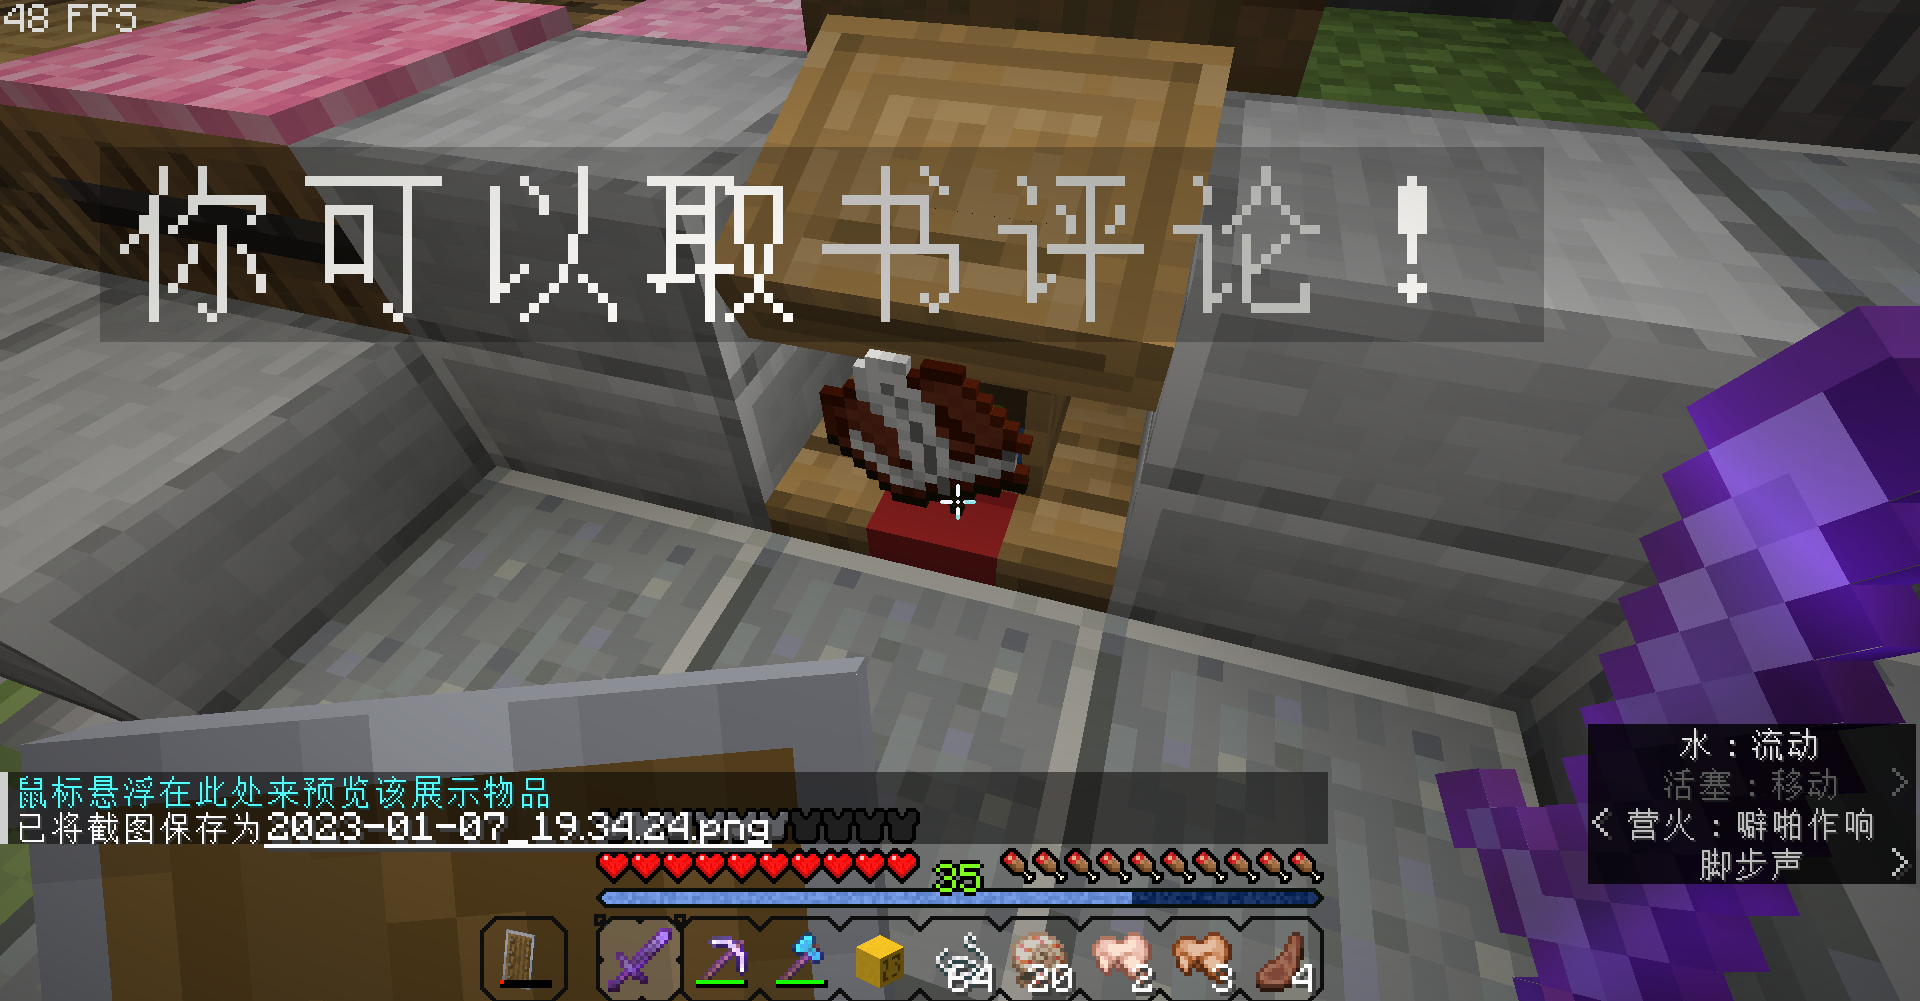 48 FPS
你可以取书评论！
水：流动
活塞：移动 >
< 营火：噼啪作响
脚步声 >
鼠标悬浮在此处来预览该展示物品
已将截图保存为2023-01-07_19.34.24.png
35
64 20 2 3 4